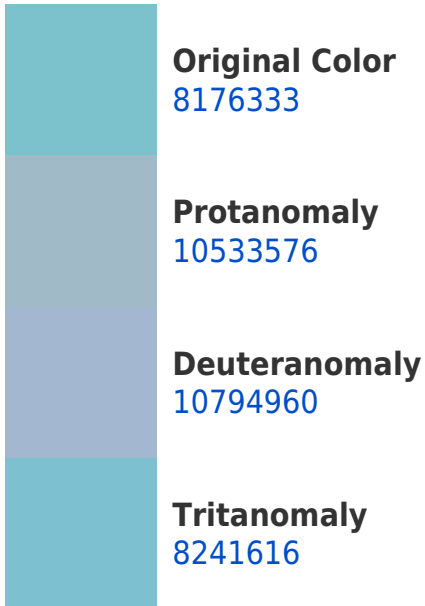 Original Color
8176333
Protanomaly
10533576
Deuteranomaly
10794960
Tritanomaly
8241616